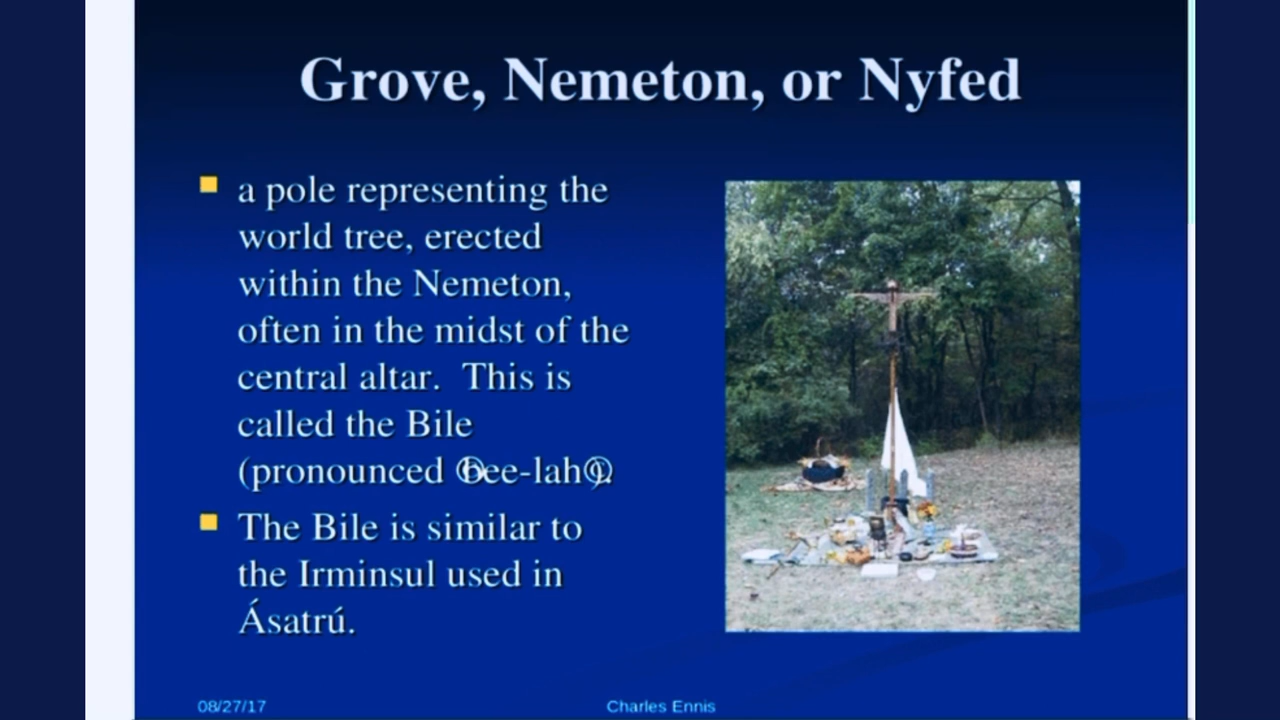 Grove, Nemeton, or Nyfed
a pole representing the
world tree, erected
within the Nemeton,
often in the midst of the
central altar. This is
called the Bile
(pronounced bee-lah).
The Bile is similar to
the Irminsul used in
Ásatrú.
08/27/17
Charles Ennis